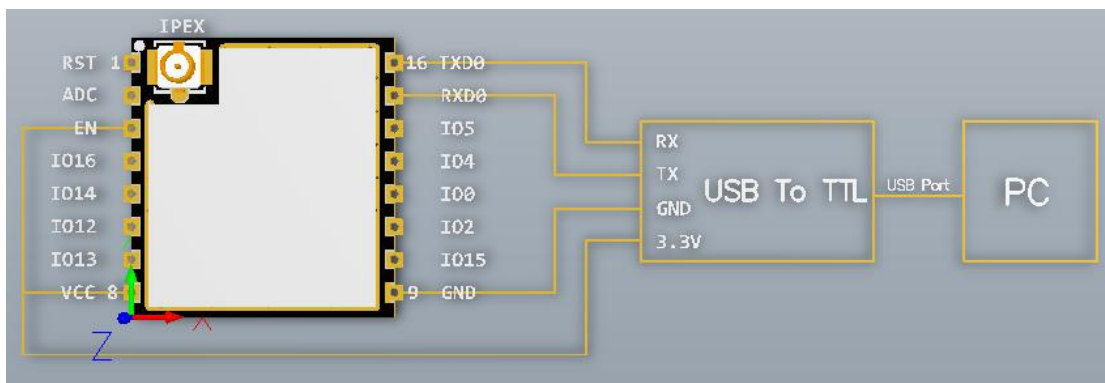 IPEX
RST 1
ADC
EN
IO16
IO14
IO12
IO13
VCC 8
16 TXD0
RXD0
IO5
IO4
IO0
IO2
IO15
9 GND
RX
TX
GND
3.3V
USB To TTL
USB Port
PC
X
Z